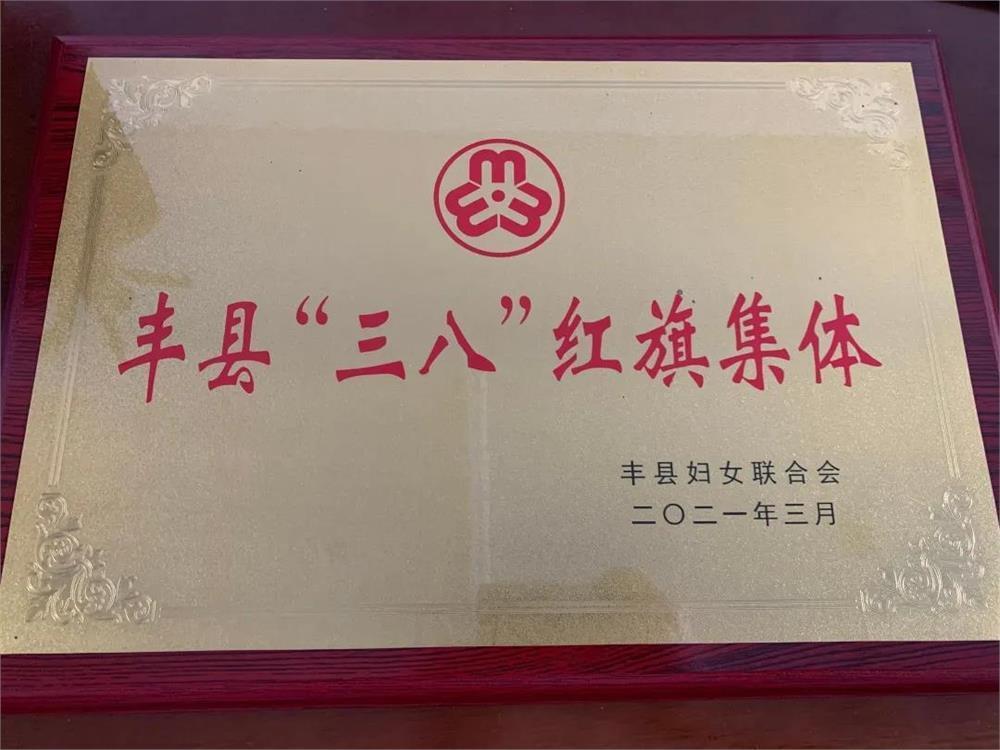 丰县“三八”红旗集体
丰县妇女联合会
二〇二一年三月